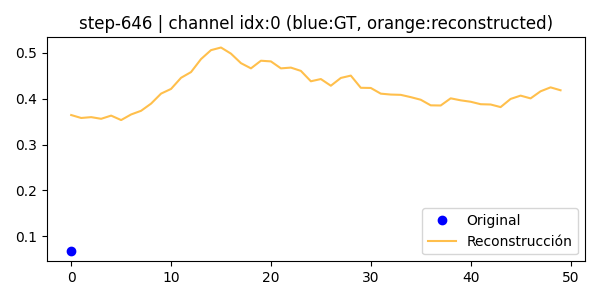 step-646 | channel idx:0 (blue:GT, orange:reconstructed)
0.5
0.4
0.3
0.2
0.1
0 10 20 30 40 50
Original
Reconstrucción